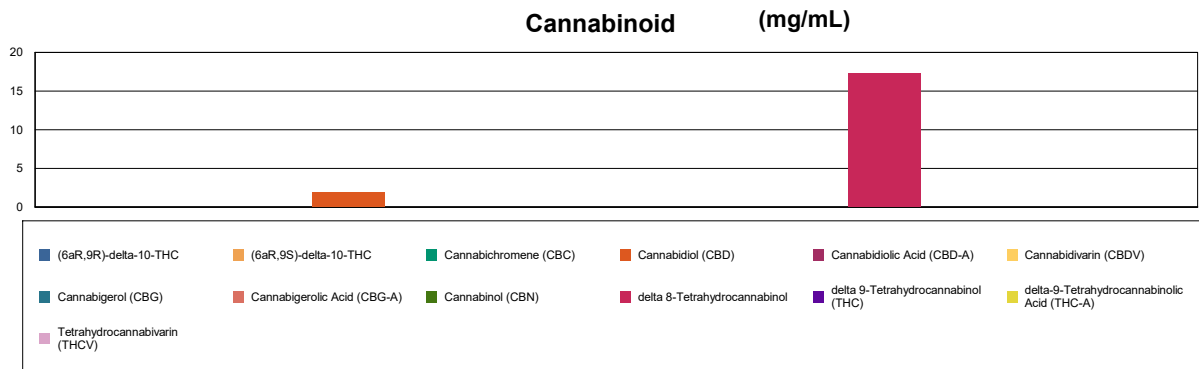 Cannabinoid (mg/mL)
20
15
10
5
0
(6aR,9R)-delta-10-THC
(6aR,9S)-delta-10-THC
Cannabichromene (CBC)
Cannabidiol (CBD)
Cannabidiolic Acid (CBD-A)
Cannabidivarin (CBDV)
Cannabigerol (CBG)
Cannabigerolic Acid (CBG-A)
Cannabinol (CBN)
delta 8-Tetrahydrocannabinol
delta 9-Tetrahydrocannabinol
(THC)
delta-9-Tetrahydrocannabinolic
Acid (THC-A)
Tetrahydrocannabivarin
(THCV)